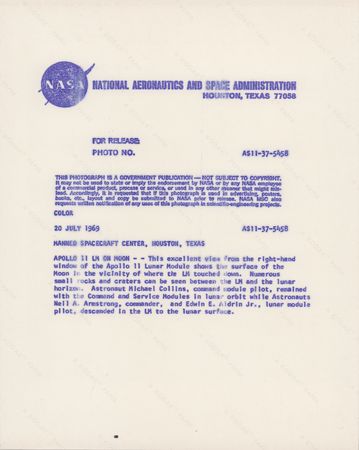 NASA
NATIONAL AERONAUTICS AND SPACE ADMINISTRATION
HOUSTON, TEXAS 77058
FOR RELEASE:
PHOTO NO.
AS11-37-5458
THIS PHOTOGRAPH IS A GOVERNMENT PUBLICATION — NOT SUBJECT TO COPYRIGHT.
It may not be used to state or imply the endorsement by NASA or by any NASA employee
of a commercial product, process or service, or used in any other manner that might mis-
lead. Accordingly, it is requested that if this photograph is used in advertising, posters,
books, etc., layout and copy be submitted to NASA prior to release. NASA MSC also
requests written notification of any uses of this photograph in scientific-engineering projects.
COLOR
20 JULY 1969
AS11-37-5458
MANNED SPACECRAFT CENTER, HOUSTON, TEXAS
APOLLO 11 LM ON MOON - - This excellent view from the right-hand
window of the Apollo 11 Lunar Module shows the surface of the
Moon in the vicinity of where the LM touched down. Numerous
small rocks and craters can be seen between the LM and the lunar
horizon. Astronaut Michael Collins, command module pilot, remained
with the Command and Service Modules in lunar orbit while Astronauts
Neil A. Armstrong, commander, and Edwin E. Aldrin Jr., lunar module
pilot, descended in the LM to the lunar surface.